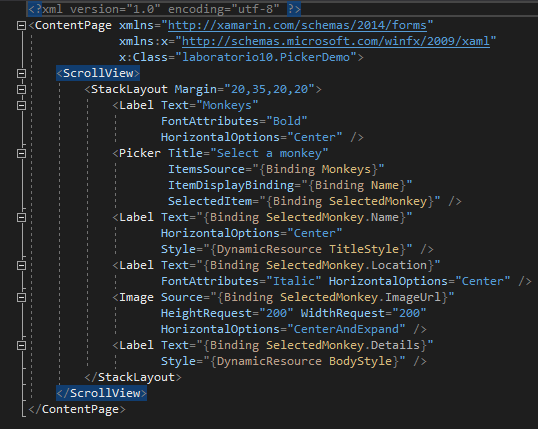 <?xml version="1.0" encoding="utf-8" ?>
<ContentPage xmlns="http://xamarin.com/schemas/2014/forms"
xmlns:x="http://schemas.microsoft.com/winfx/2009/xaml"
x:Class="laboratorio10.PickerDemo">
<ScrollView>
<StackLayout Margin="20,35,20,20">
<Label Text="Monkeys"
FontAttributes="Bold"
HorizontalOptions="Center" />
<Picker Title="Select a monkey"
ItemsSource="{Binding Monkeys}"
ItemDisplayBinding="{Binding Name}"
SelectedItem="{Binding SelectedMonkey}" />
<Label Text="{Binding SelectedMonkey.Name}"
HorizontalOptions="Center"
Style="{DynamicResource TitleStyle}" />
<Label Text="{Binding SelectedMonkey.Location}"
FontAttributes="Italic" HorizontalOptions="Center" />
<Image Source="{Binding SelectedMonkey.ImageUrl}"
HeightRequest="200" WidthRequest="200"
HorizontalOptions="CenterAndExpand" />
<Label Text="{Binding SelectedMonkey.Details}"
Style="{DynamicResource BodyStyle}" />
</StackLayout>
</ScrollView>
</ContentPage>